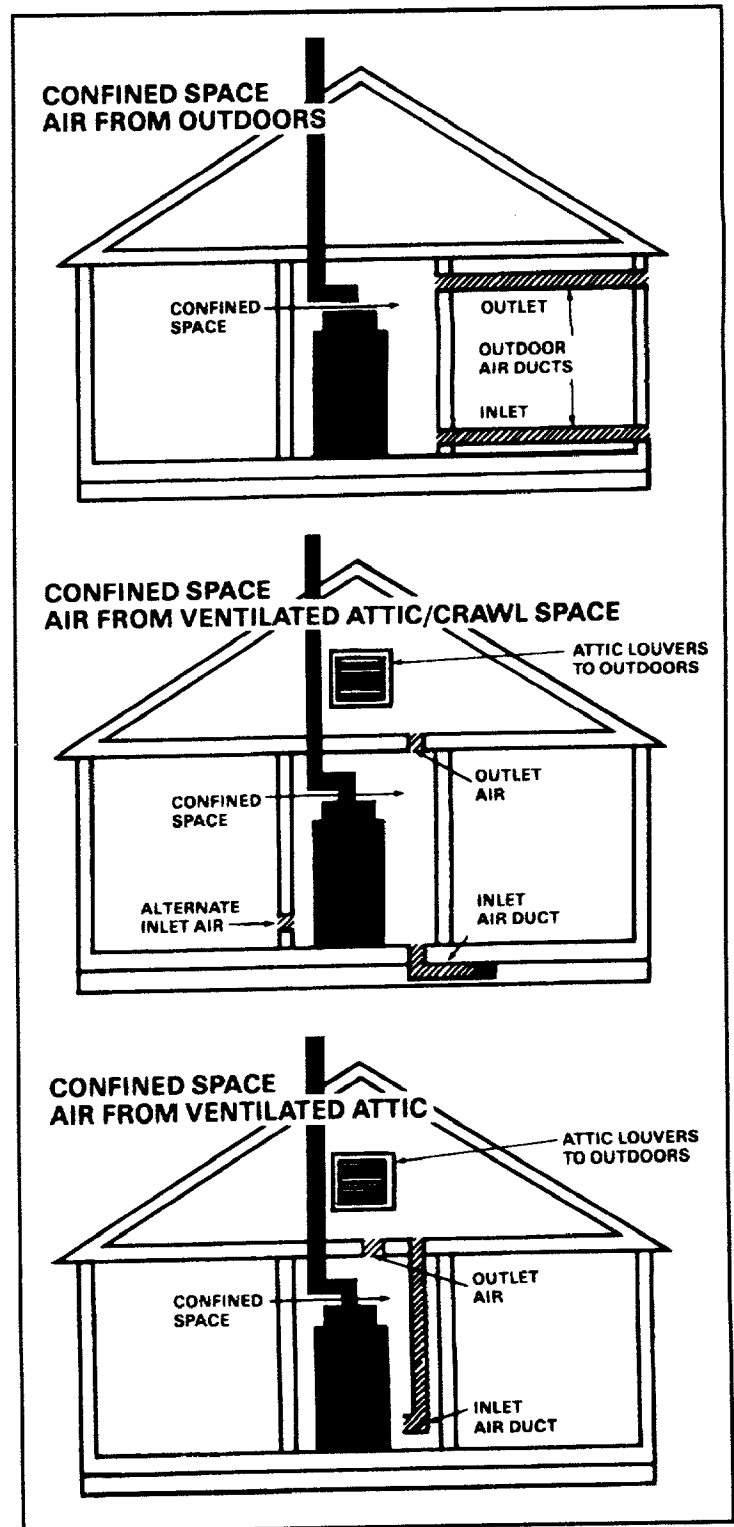 CONFINED SPACE
AIR FROM OUTDOORS
CONFINED
SPACE
OUTLET
OUTDOOR
AIR DUCTS
INLET
CONFINED SPACE
AIR FROM VENTILATED ATTIC/CRAWL SPACE
ATTIC LOUVERS
TO OUTDOORS
OUTLET
AIR
CONFINED
SPACE
ALTERNATE
INLET AIR
INLET
AIR DUCT
CONFINED SPACE
AIR FROM VENTILATED ATTIC
ATTIC LOUVERS
TO OUTDOORS
OUTLET
AIR
CONFINED
SPACE
INLET
AIR DUCT